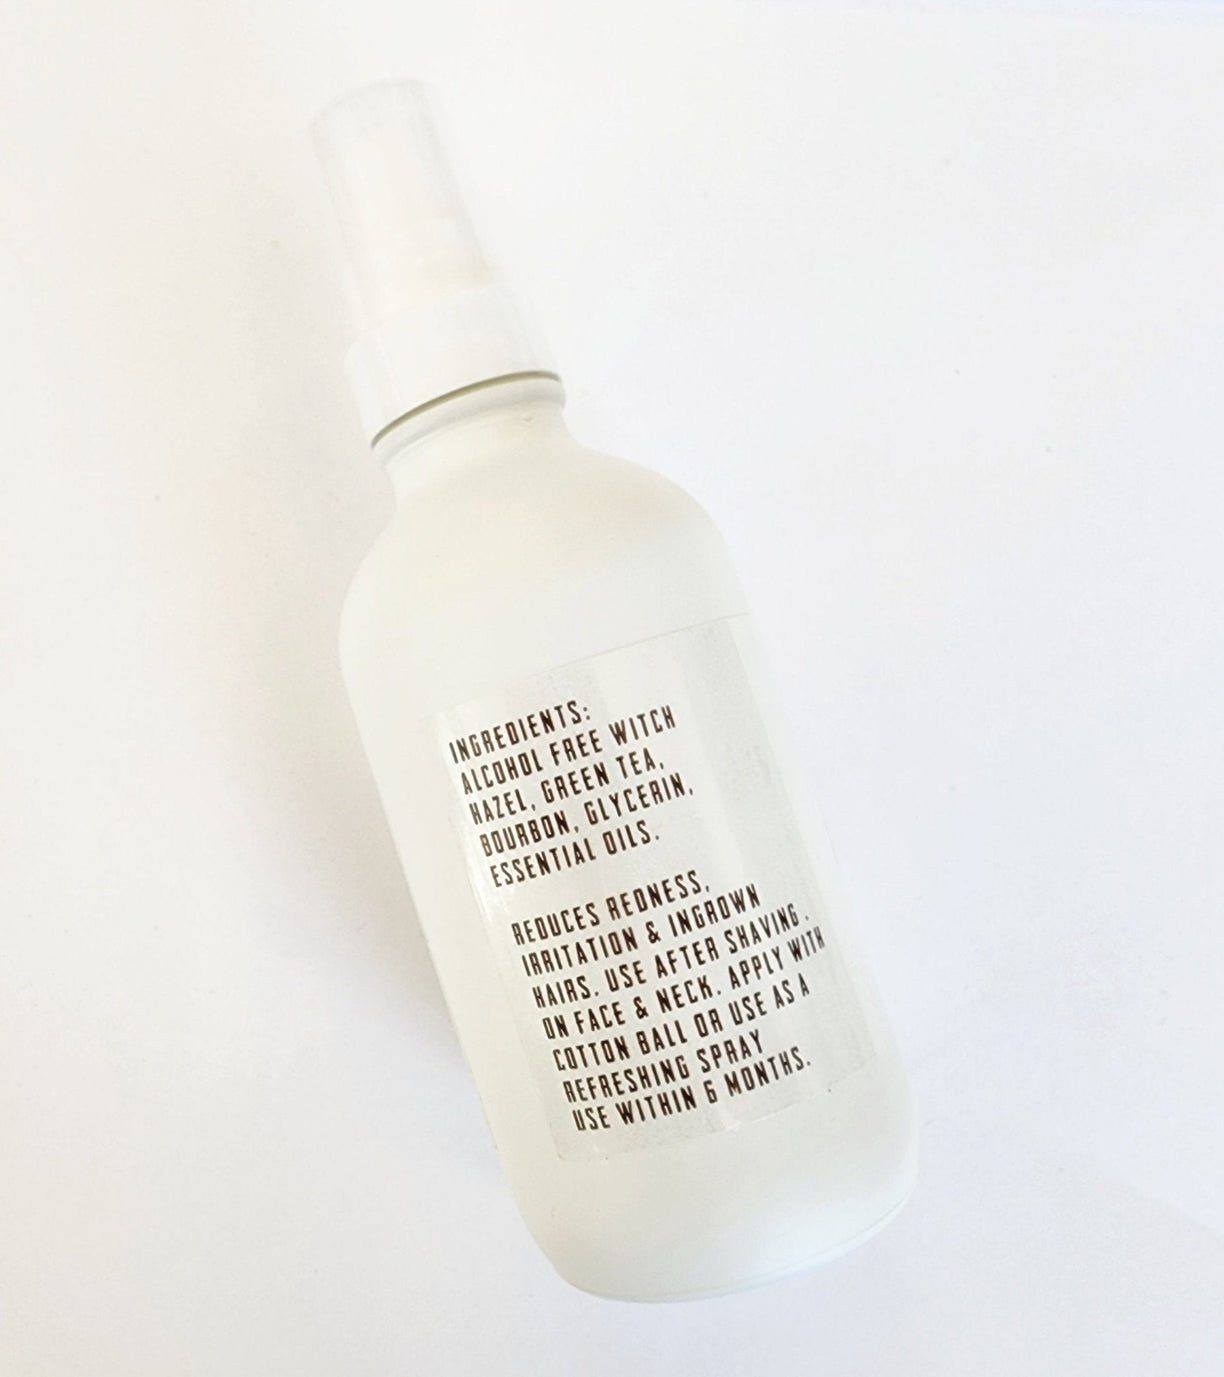 INGREDIENTS:
ALCOHOL FREE WITCH
HAZEL, GREEN TEA,
BOURBON, GLYCERIN,
ESSENTIAL OILS.
REDUCES REDNESS,
IRRITATION & INGROWN
HAIRS. USE AFTER SHAVING .
ON FACE & NECK. APPLY WITH
COTTON BALL OR USE AS A
REFRESHING SPRAY
USE WITHIN 6 MONTHS.